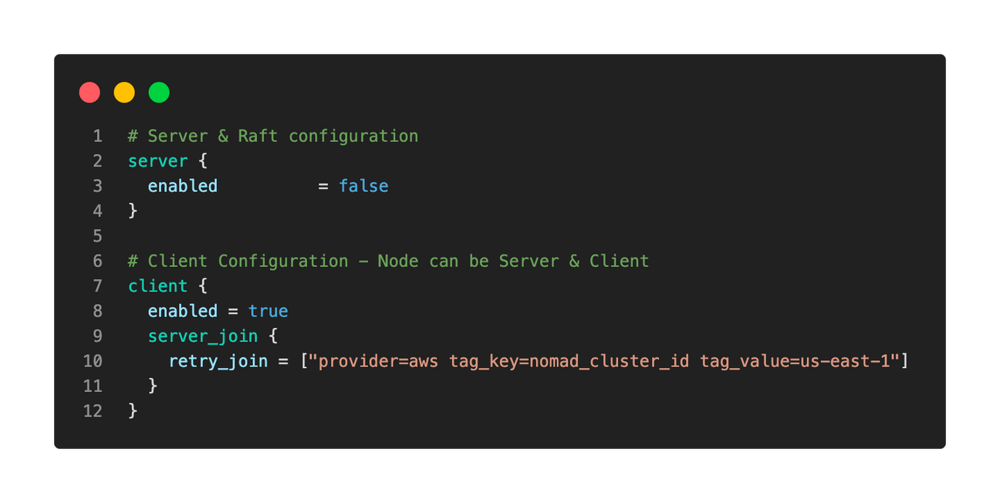 1 # Server & Raft configuration
2 server {
3   enabled          = false
4 }
5
6 # Client Configuration – Node can be Server & Client
7 client {
8   enabled = true
9   server_join {
10     retry_join = ["provider=aws tag_key=nomad_cluster_id tag_value=us-east-1"]
11   }
12 }